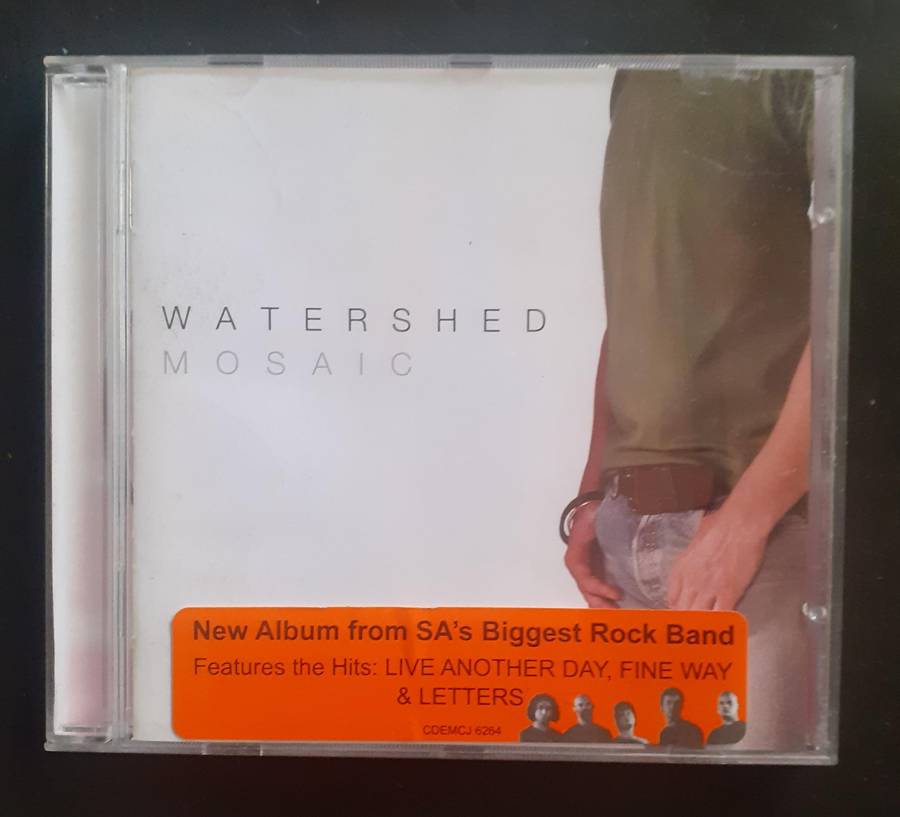 WATERSHED
MOSAIC
New Album from SA's Biggest Rock Band
Features the Hits: LIVE ANOTHER DAY, FINE WAY
& LETTERS
CDEMCJ 6264